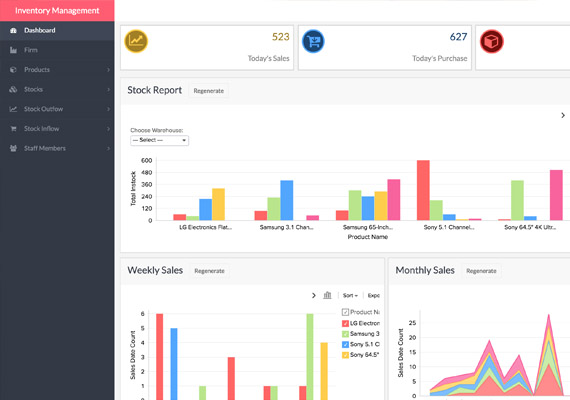 Inventory Management
Dashboard
Firm
Products
Stocks
Stock Outlow
Stock Inflow
Staff Members
523
Today's Sales
627
Today's Purchase
Stock Report
Regenerate
Choose Warehouse:
--- Select ---
Total Instock
600
480
360
240
120
0
LG Electronics Flat...
Samsung 3.1 Chan...
Samsung 65-Inch...
Sony 5.1 Channel...
Sony 64.5" 4K Ultr...
Product Name
Weekly Sales
Regenerate
Sort
Expo
Sales Date Count
6
5
4
3
2
1
Product Na
LG Electron
Samsung 3
Sony 5.1 C
Sony 64.5"
Monthly Sales
Regenerate
Sales Date Count
25
20
15
10
5
0